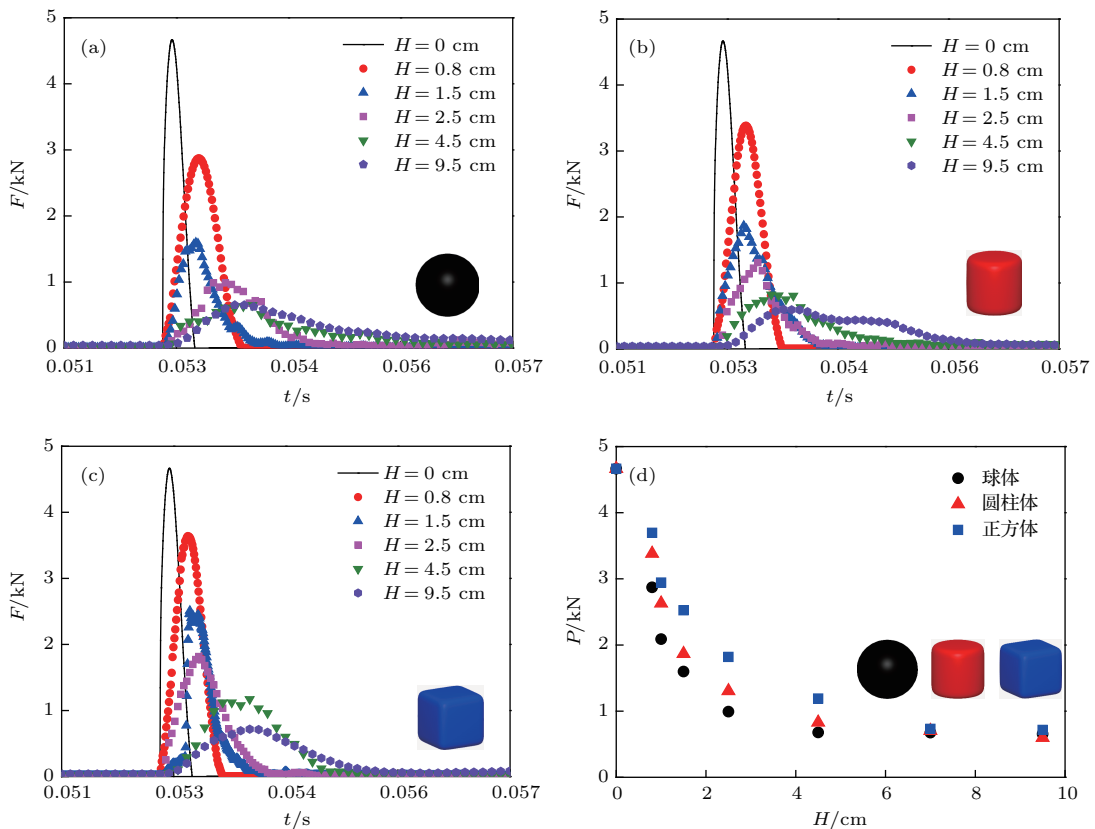 (a)
H = 0 cm
H = 0.8 cm
H = 1.5 cm
H = 2.5 cm
H = 4.5 cm
H = 9.5 cm
5
4
3
2
1
0
F/kN
0.051
0.053
0.054
0.056
0.057
t/s
(b)
H = 0 cm
H = 0.8 cm
H = 1.5 cm
H = 2.5 cm
H = 4.5 cm
H = 9.5 cm
5
4
3
2
1
0
F/kN
0.051
0.053
0.054
0.056
0.057
t/s
(c)
H = 0 cm
H = 0.8 cm
H = 1.5 cm
H = 2.5 cm
H = 4.5 cm
H = 9.5 cm
5
4
3
2
1
0
F/kN
0.051
0.053
0.054
0.056
0.057
t/s
(d)
球体
圆柱体
正方体
5
4
3
2
1
0
P/kN
0
2
4
6
8
10
H/cm